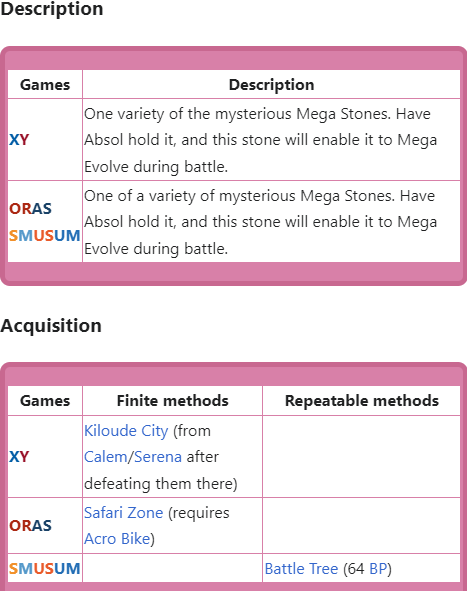 Description
Games Description
XY
One variety of the mysterious Mega Stones. Have
Absol hold it, and this stone will enable it to Mega
Evolve during battle.
ORAS
SMUSUM
One of a variety of mysterious Mega Stones. Have
Absol hold it, and this stone will enable it to Mega
Evolve during battle.
Acquisition
Games Finite methods Repeatable methods
XY
Kiloude City (from
Calem/Serena after
defeating them there)
ORAS
Safari Zone (requires
Acro Bike)
SMUSUM Battle Tree (64 BP)